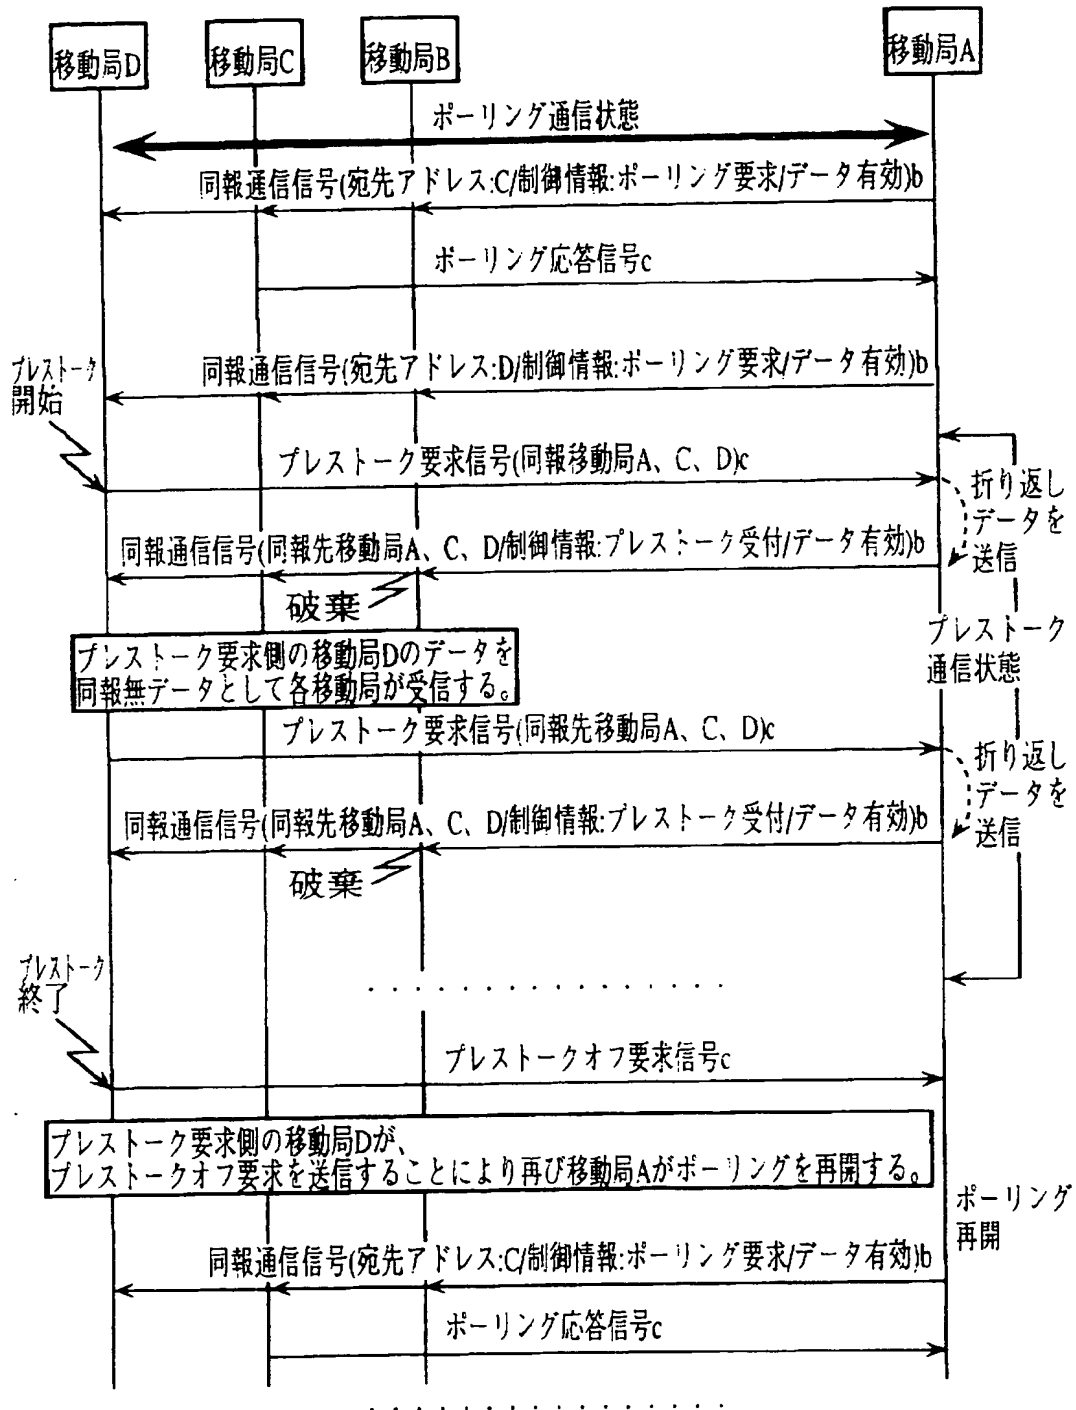 移動局D
移動局C
移動局B
移動局A
ポーリング通信状態
同報通信信号(宛先アドレス:C/制御情報:ポーリング要求/データ有効)b
ポーリング応答信号c
プレストーク
開始
同報通信信号(宛先アドレス:D/制御情報:ポーリング要求/データ有効)b
プレストーク要求信号(同報移動局A、C、D)c
折り返し
データを
送信
同報通信信号(同報先移動局A、C、D/制御情報:プレストーク受付/データ有効)b
破棄
プレストーク
通信状態
プレストーク要求側の移動局Dのデータを
同報無データとして各移動局が受信する。
プレストーク要求信号(同報先移動局A、C、D)c
折り返し
データを
送信
同報通信信号(同報先移動局A、C、D/制御情報:プレストーク受付/データ有効)b
破棄
プレストーク
終了
プレストークオフ要求信号c
プレストーク要求側の移動局Dが、
プレストークオフ要求を送信することにより再び移動局Aがポーリングを再開する。
ポーリング
再開
同報通信信号(宛先アドレス:C/制御情報:ポーリング要求/データ有効)b
ポーリング応答信号c